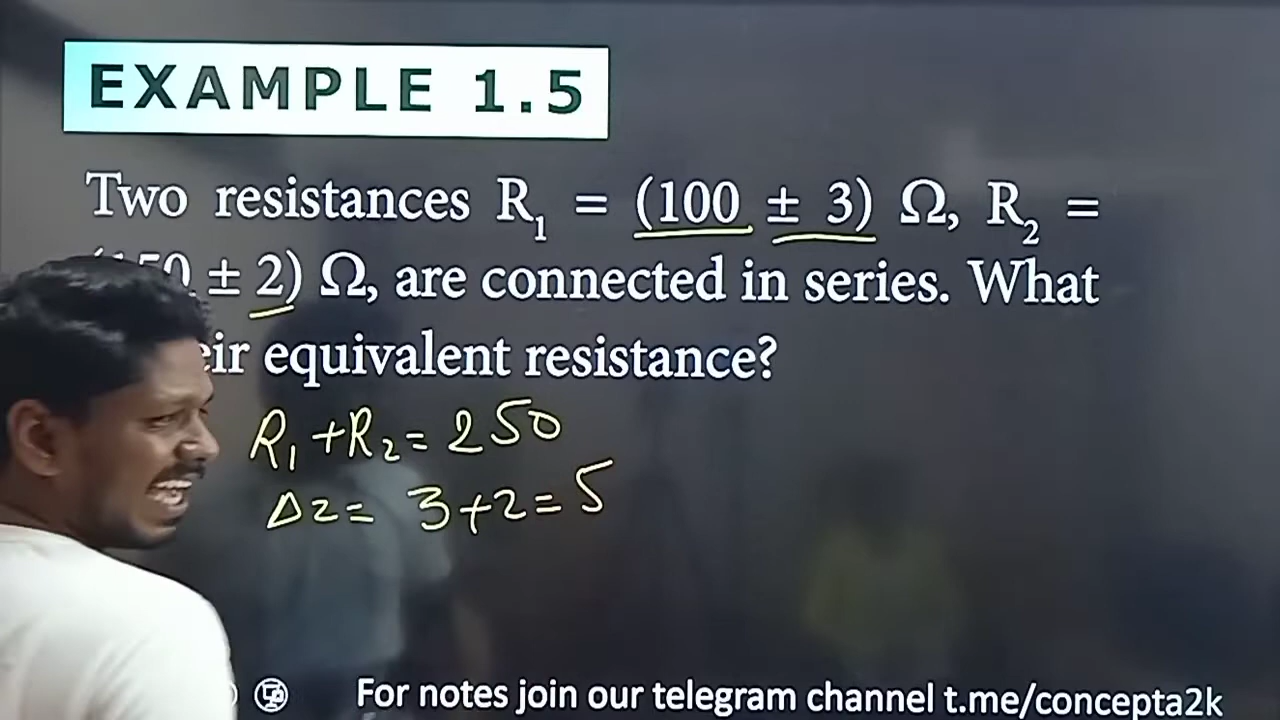 EXAMPLE 1.5
Two resistances R₁ = (100 ± 3) Ω, R₂ =
± 2) Ω, are connected in series. What
equivalent resistance?
R₁ + R₂ = 250
Δz = 3+2 = 5
For notes join our telegram channel t.me/concepta2k